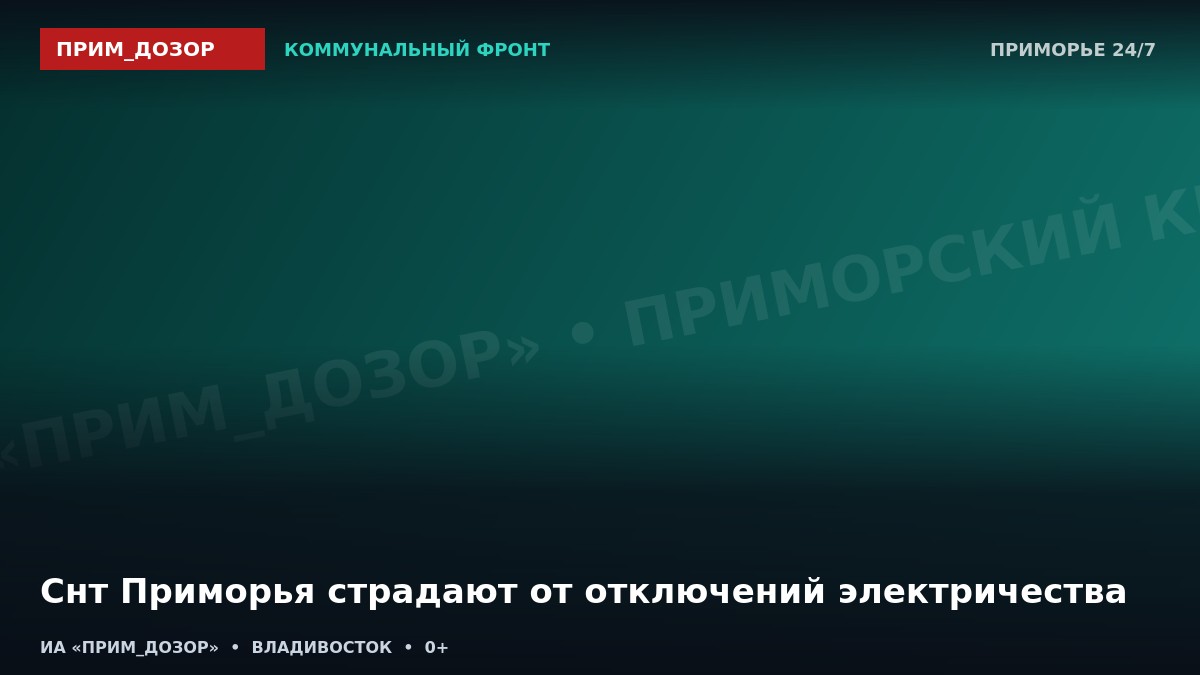 ПРИМ_ДОЗОР
КОММУНАЛЬНЫЙ ФРОНТ
ПРИМОРЬЕ 24/7
«ПРИМ_ДОЗОР» • ПРИМОРСКИЙ
Снт Приморья страдают от отключений электричества
ИА «ПРИМ_ДОЗОР» • ВЛАДИВОСТОК • 0+